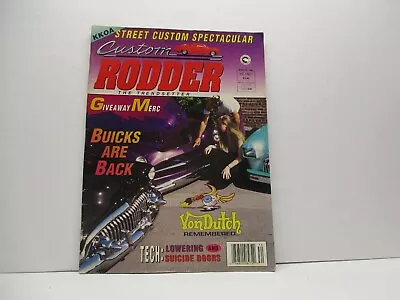 KKOA STREET CUSTOM SPECTACULAR
Custom
RODDER
THE TRENDSETTER
GIVEAWAY MERC
BUICKS
ARE
BACK
VonDutch
REMEMBERED
TECH: LOWERING AND
SUICIDE DOORS